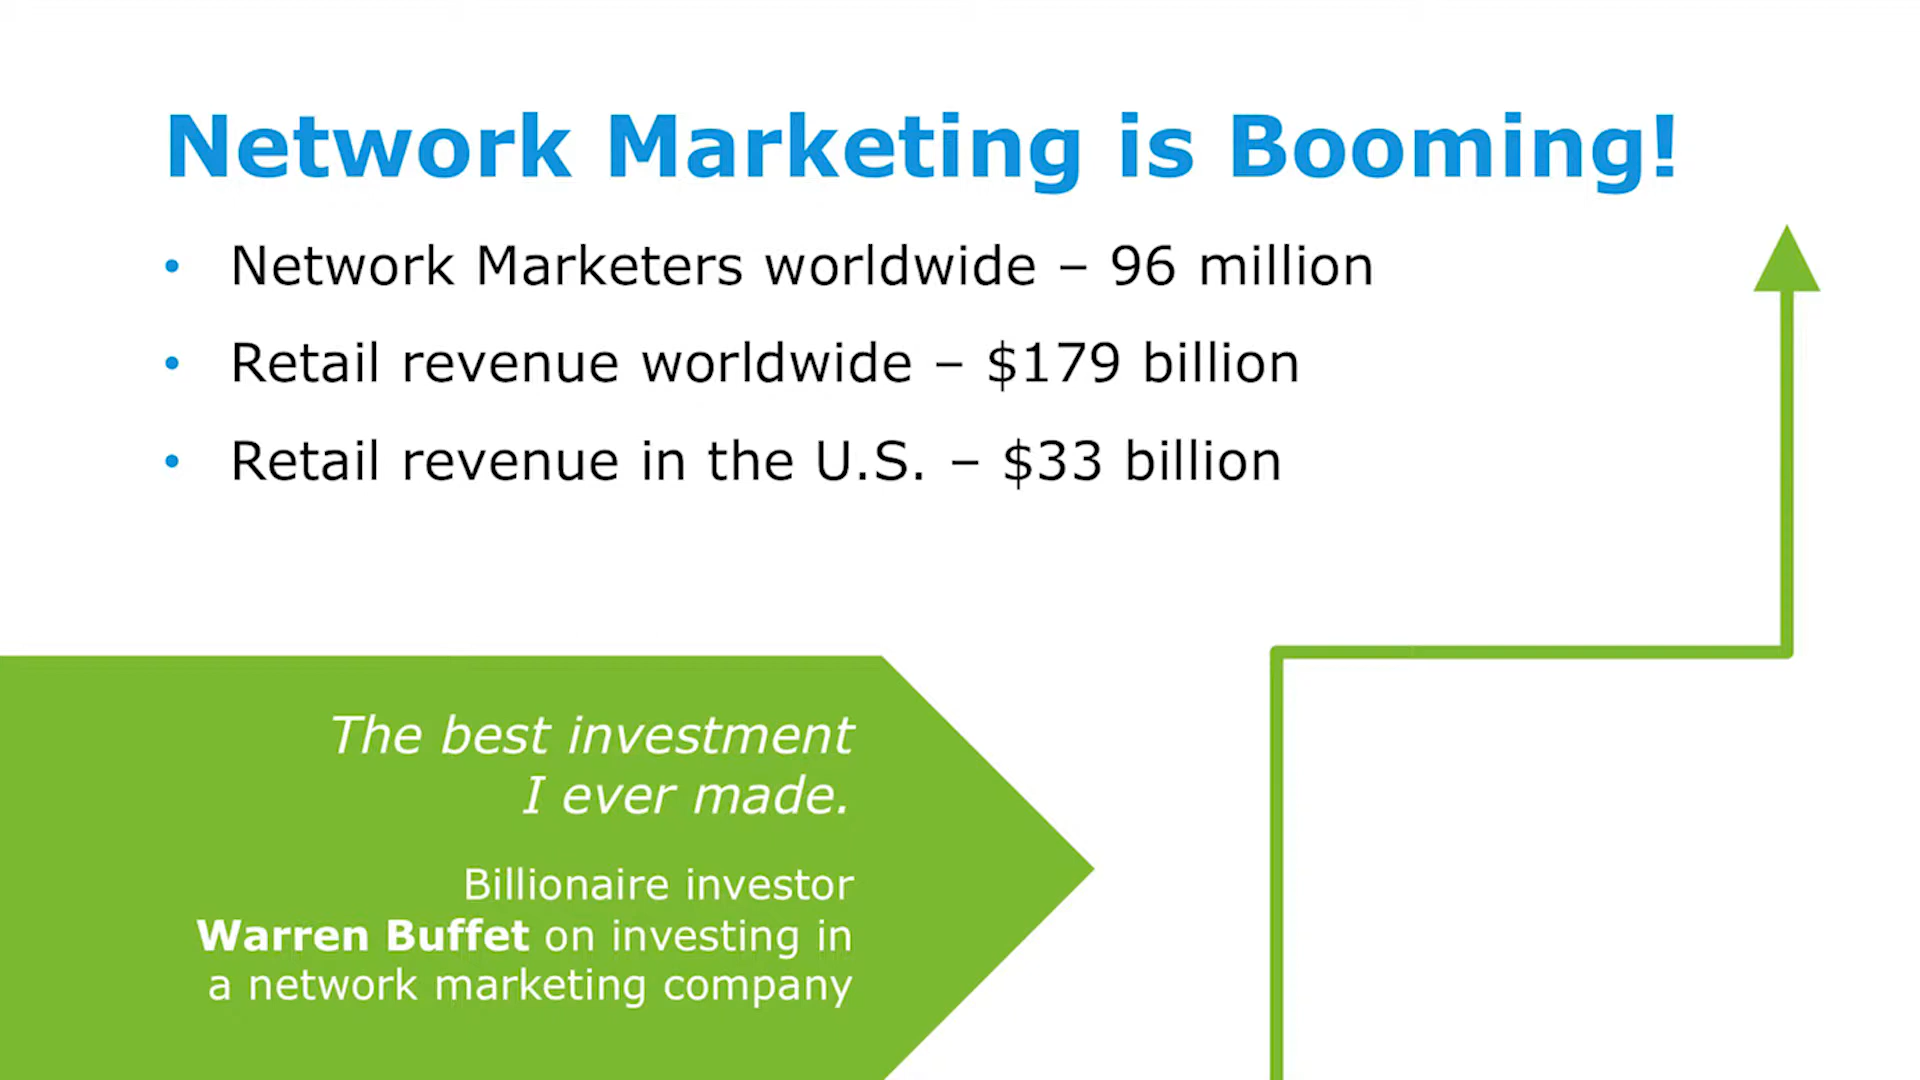 Network Marketing is Booming!
• Network Marketers worldwide – 96 million
• Retail revenue worldwide – $179 billion
• Retail revenue in the U.S. – $33 billion
The best investment
I ever made.
Billionaire investor
Warren Buffet on investing in
a network marketing company